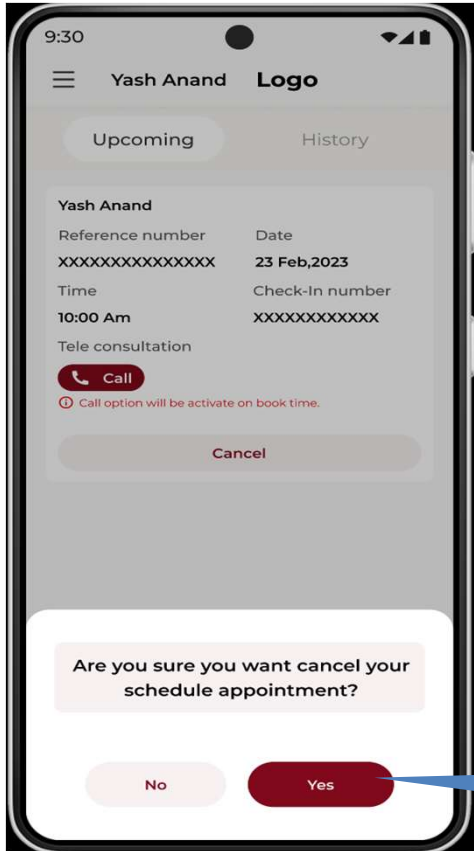 9:30
Yash Anand Logo
Upcoming History
Yash Anand
Reference number Date
XXXXXXXXXXXXXXX 23 Feb,2023
Time Check-In number
10:00 Am XXXXXXXXXXXX
Tele consultation
Call
Call option will be activate on book time.
Cancel
Are you sure you want cancel your
schedule appointment?
No Yes